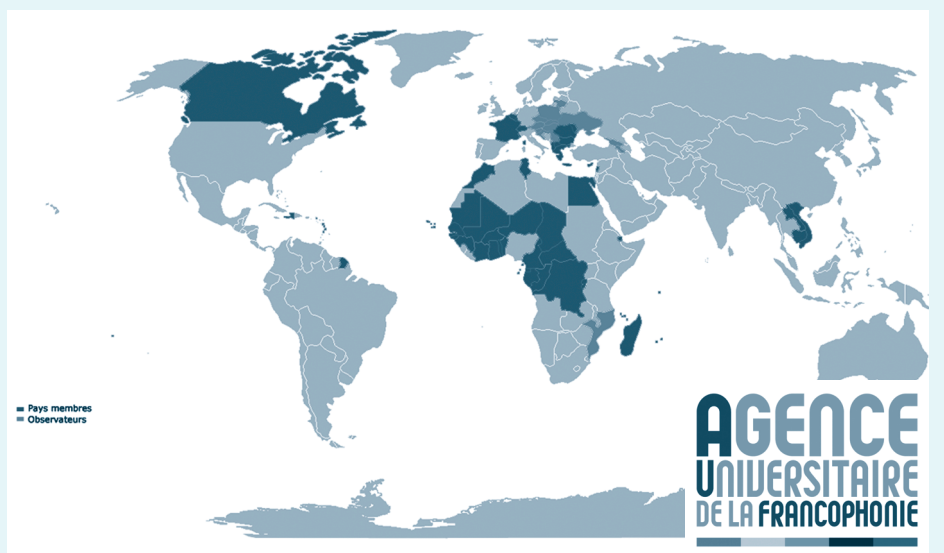 Pays membres
Observateurs
AGENCE
UNIVERSITAIRE
DE LA FRANCOPHONIE